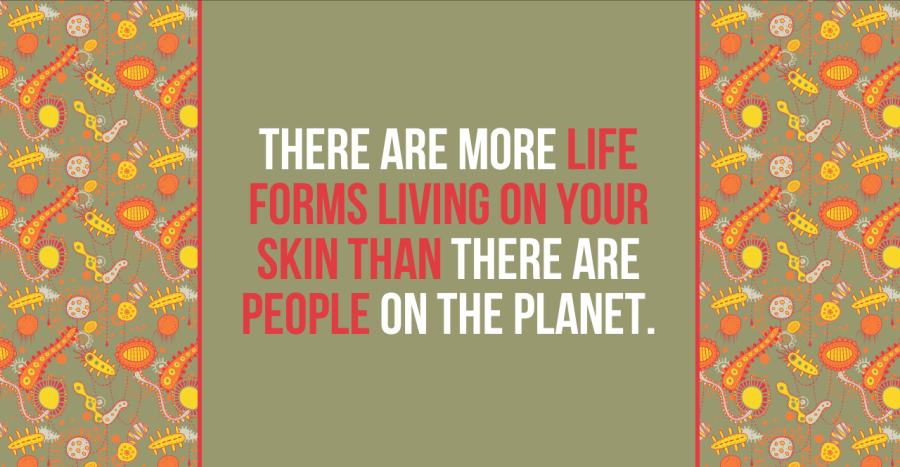 THERE ARE MORE LIFE
FORMS LIVING ON YOUR
SKIN THAN THERE ARE
PEOPLE ON THE PLANET.